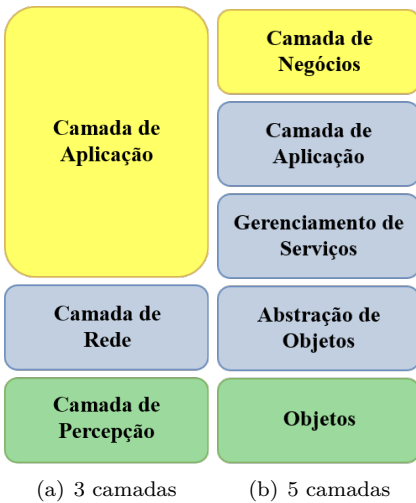 Camada de
Aplicação
Camada de
Rede
Camada de
Percepção
(a) 3 camadas
Camada de
Negócios
Camada de
Aplicação
Gerenciamento de
Serviços
Abstração de
Objetos
Objetos
(b) 5 camadas